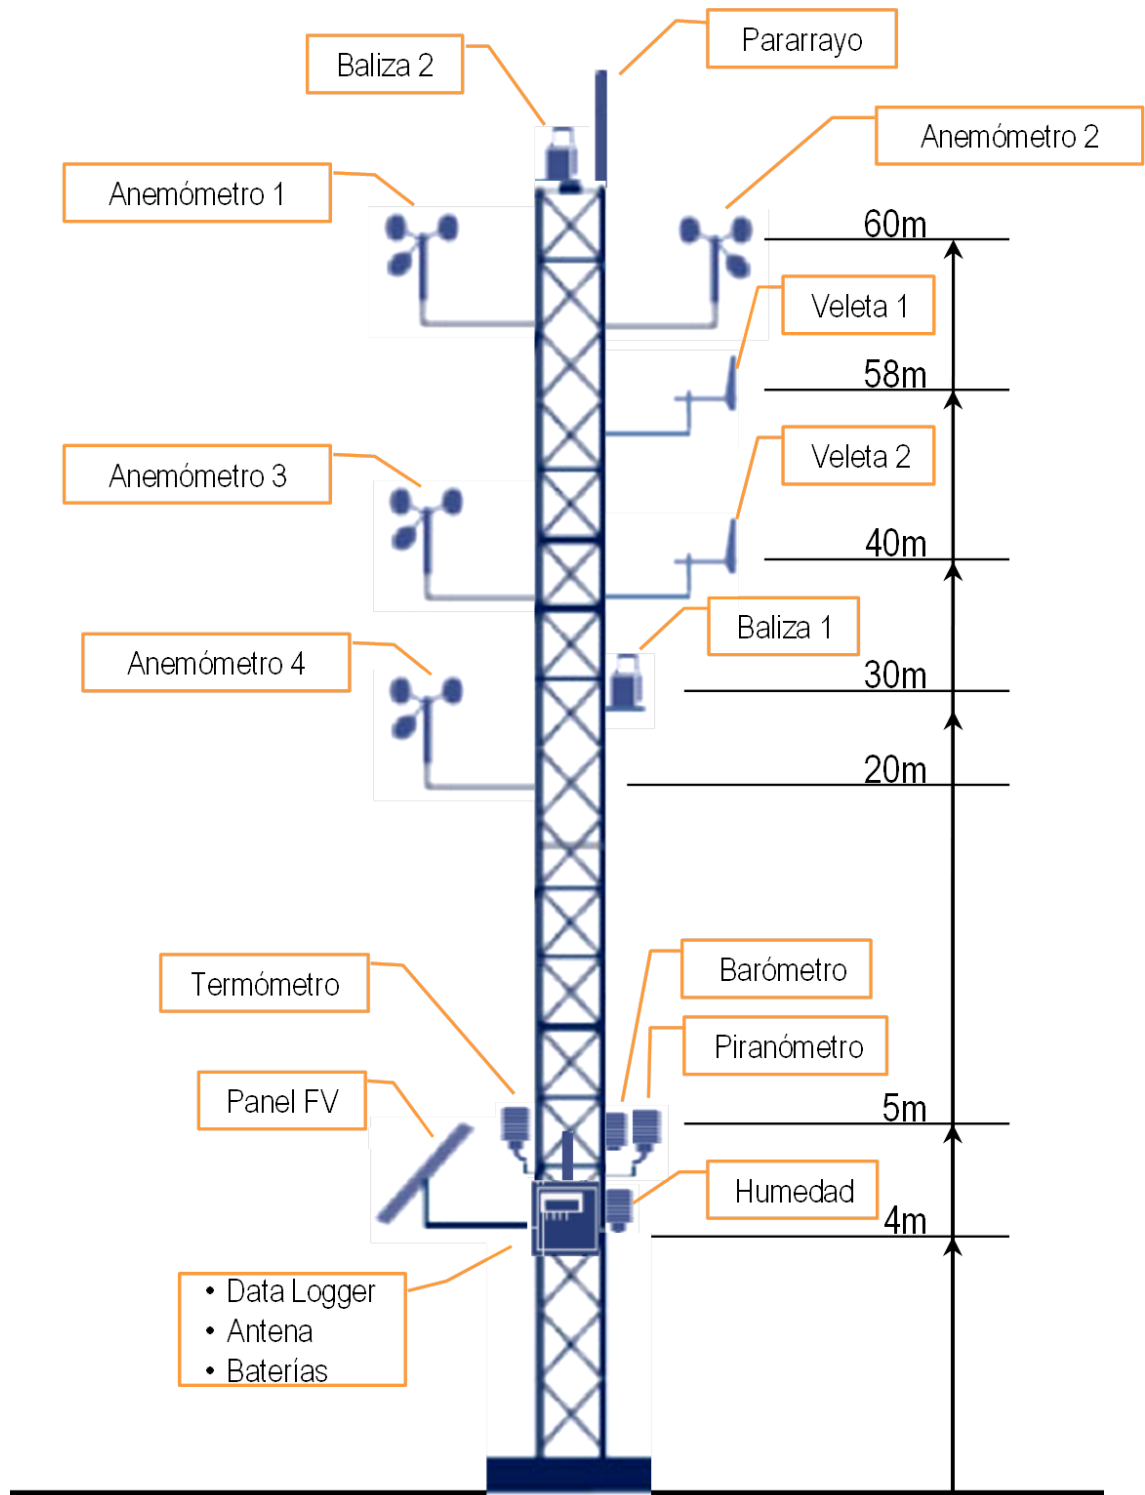 Pararrayo
Baliza 2
Anemómetro 2
Anemómetro 1
60m
Veleta 1
58m
Veleta 2
Anemómetro 3
40m
Baliza 1
Anemómetro 4
30m
20m
Barómetro
Termómetro
Piranómetro
Panel FV
5m
Humedad
4m
• Data Logger
• Antena
• Baterías